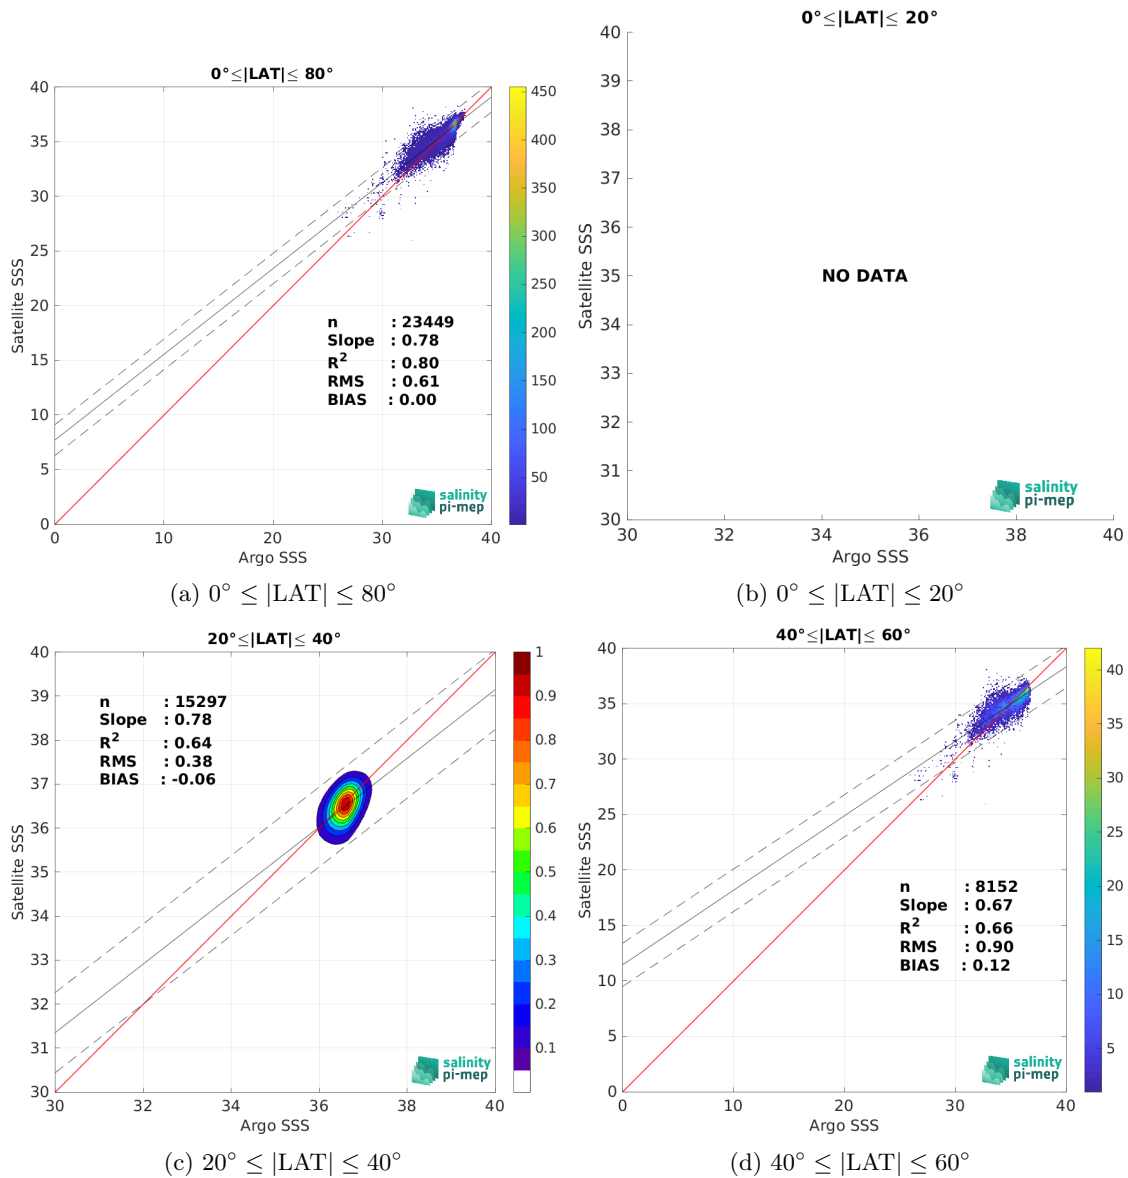 0°≤|LAT|≤ 80°
40
35
30
25
20
15
10
5
0
Satellite SSS
n : 23449
Slope : 0.78
R² : 0.80
RMS : 0.61
BIAS : 0.00
salinity
pi-mep
0 10 20 30 40
Argo SSS
450
400
350
300
250
200
150
100
50
(a) 0° ≤ |LAT| ≤ 80°
0°≤|LAT|≤ 20°
40
39
38
37
36
35
34
33
32
31
30
Satellite SSS
NO DATA
salinity
pi-mep
30 32 34 36 38 40
Argo SSS
(b) 0° ≤ |LAT| ≤ 20°
20°≤|LAT|≤ 40°
40
39
38
37
36
35
34
33
32
31
30
Satellite SSS
n : 15297
Slope : 0.78
R² : 0.64
RMS : 0.38
BIAS : -0.06
salinity
pi-mep
30 32 34 36 38 40
Argo SSS
1
0.9
0.8
0.7
0.6
0.5
0.4
0.3
0.2
0.1
(c) 20° ≤ |LAT| ≤ 40°
40°≤|LAT|≤ 60°
40
35
30
25
20
15
10
5
0
Satellite SSS
n : 8152
Slope : 0.67
R² : 0.66
RMS : 0.90
BIAS : 0.12
salinity
pi-mep
0 10 20 30 40
Argo SSS
40
35
30
25
20
15
10
5
(d) 40° ≤ |LAT| ≤ 60°